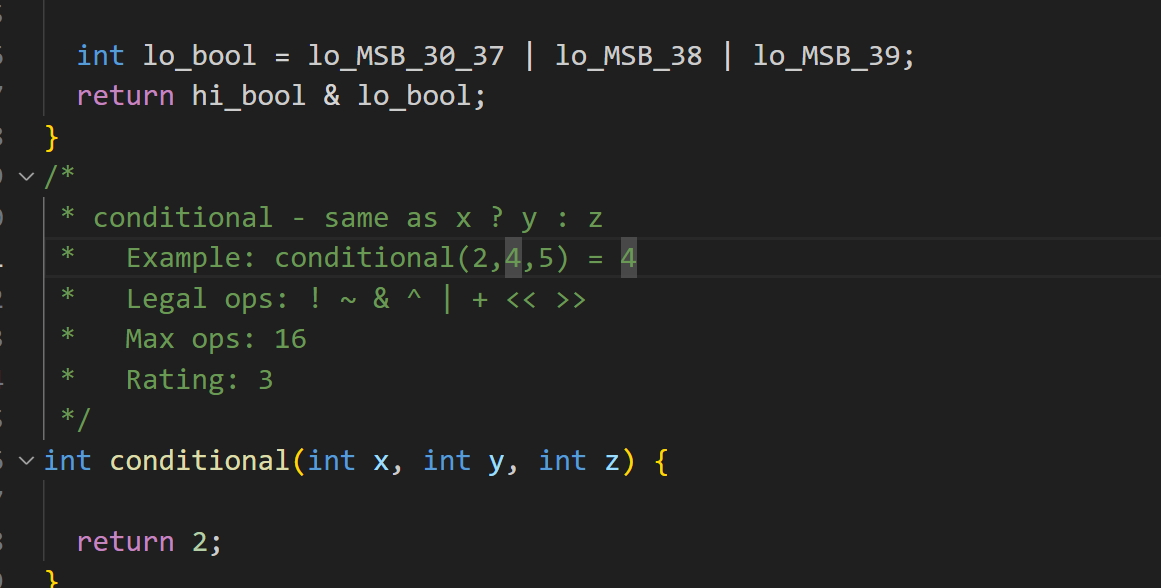 int lo_bool = lo_MSB_30_37 | lo_MSB_38 | lo_MSB_39;
return hi_bool & lo_bool;
}
/*
* conditional - same as x ? y : z
*   Example: conditional(2,4,5) = 4
*   Legal ops: ! ~ & ^ | + << >>
*   Max ops: 16
*   Rating: 3
*/
int conditional(int x, int y, int z) {
return 2;
}